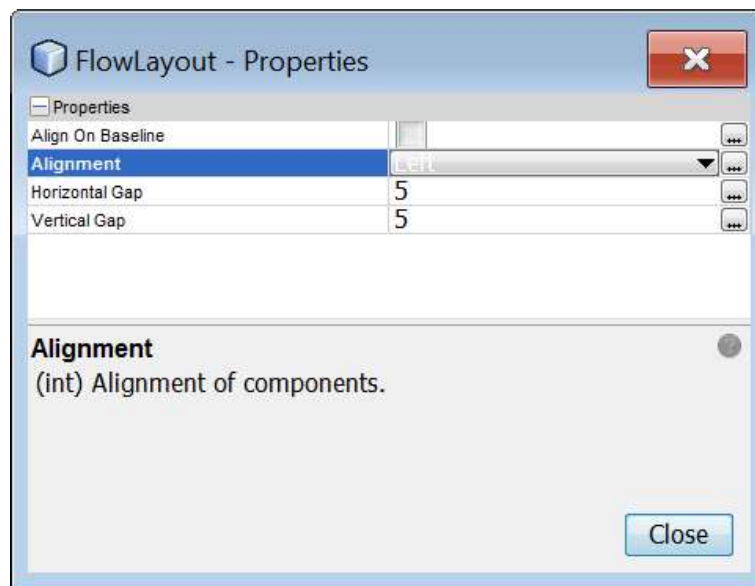 FlowLayout - Properties
Properties
Align On Baseline
...
Alignment Left ...
Horizontal Gap 5 ...
Vertical Gap 5 ...
Alignment
(int) Alignment of components.
Close